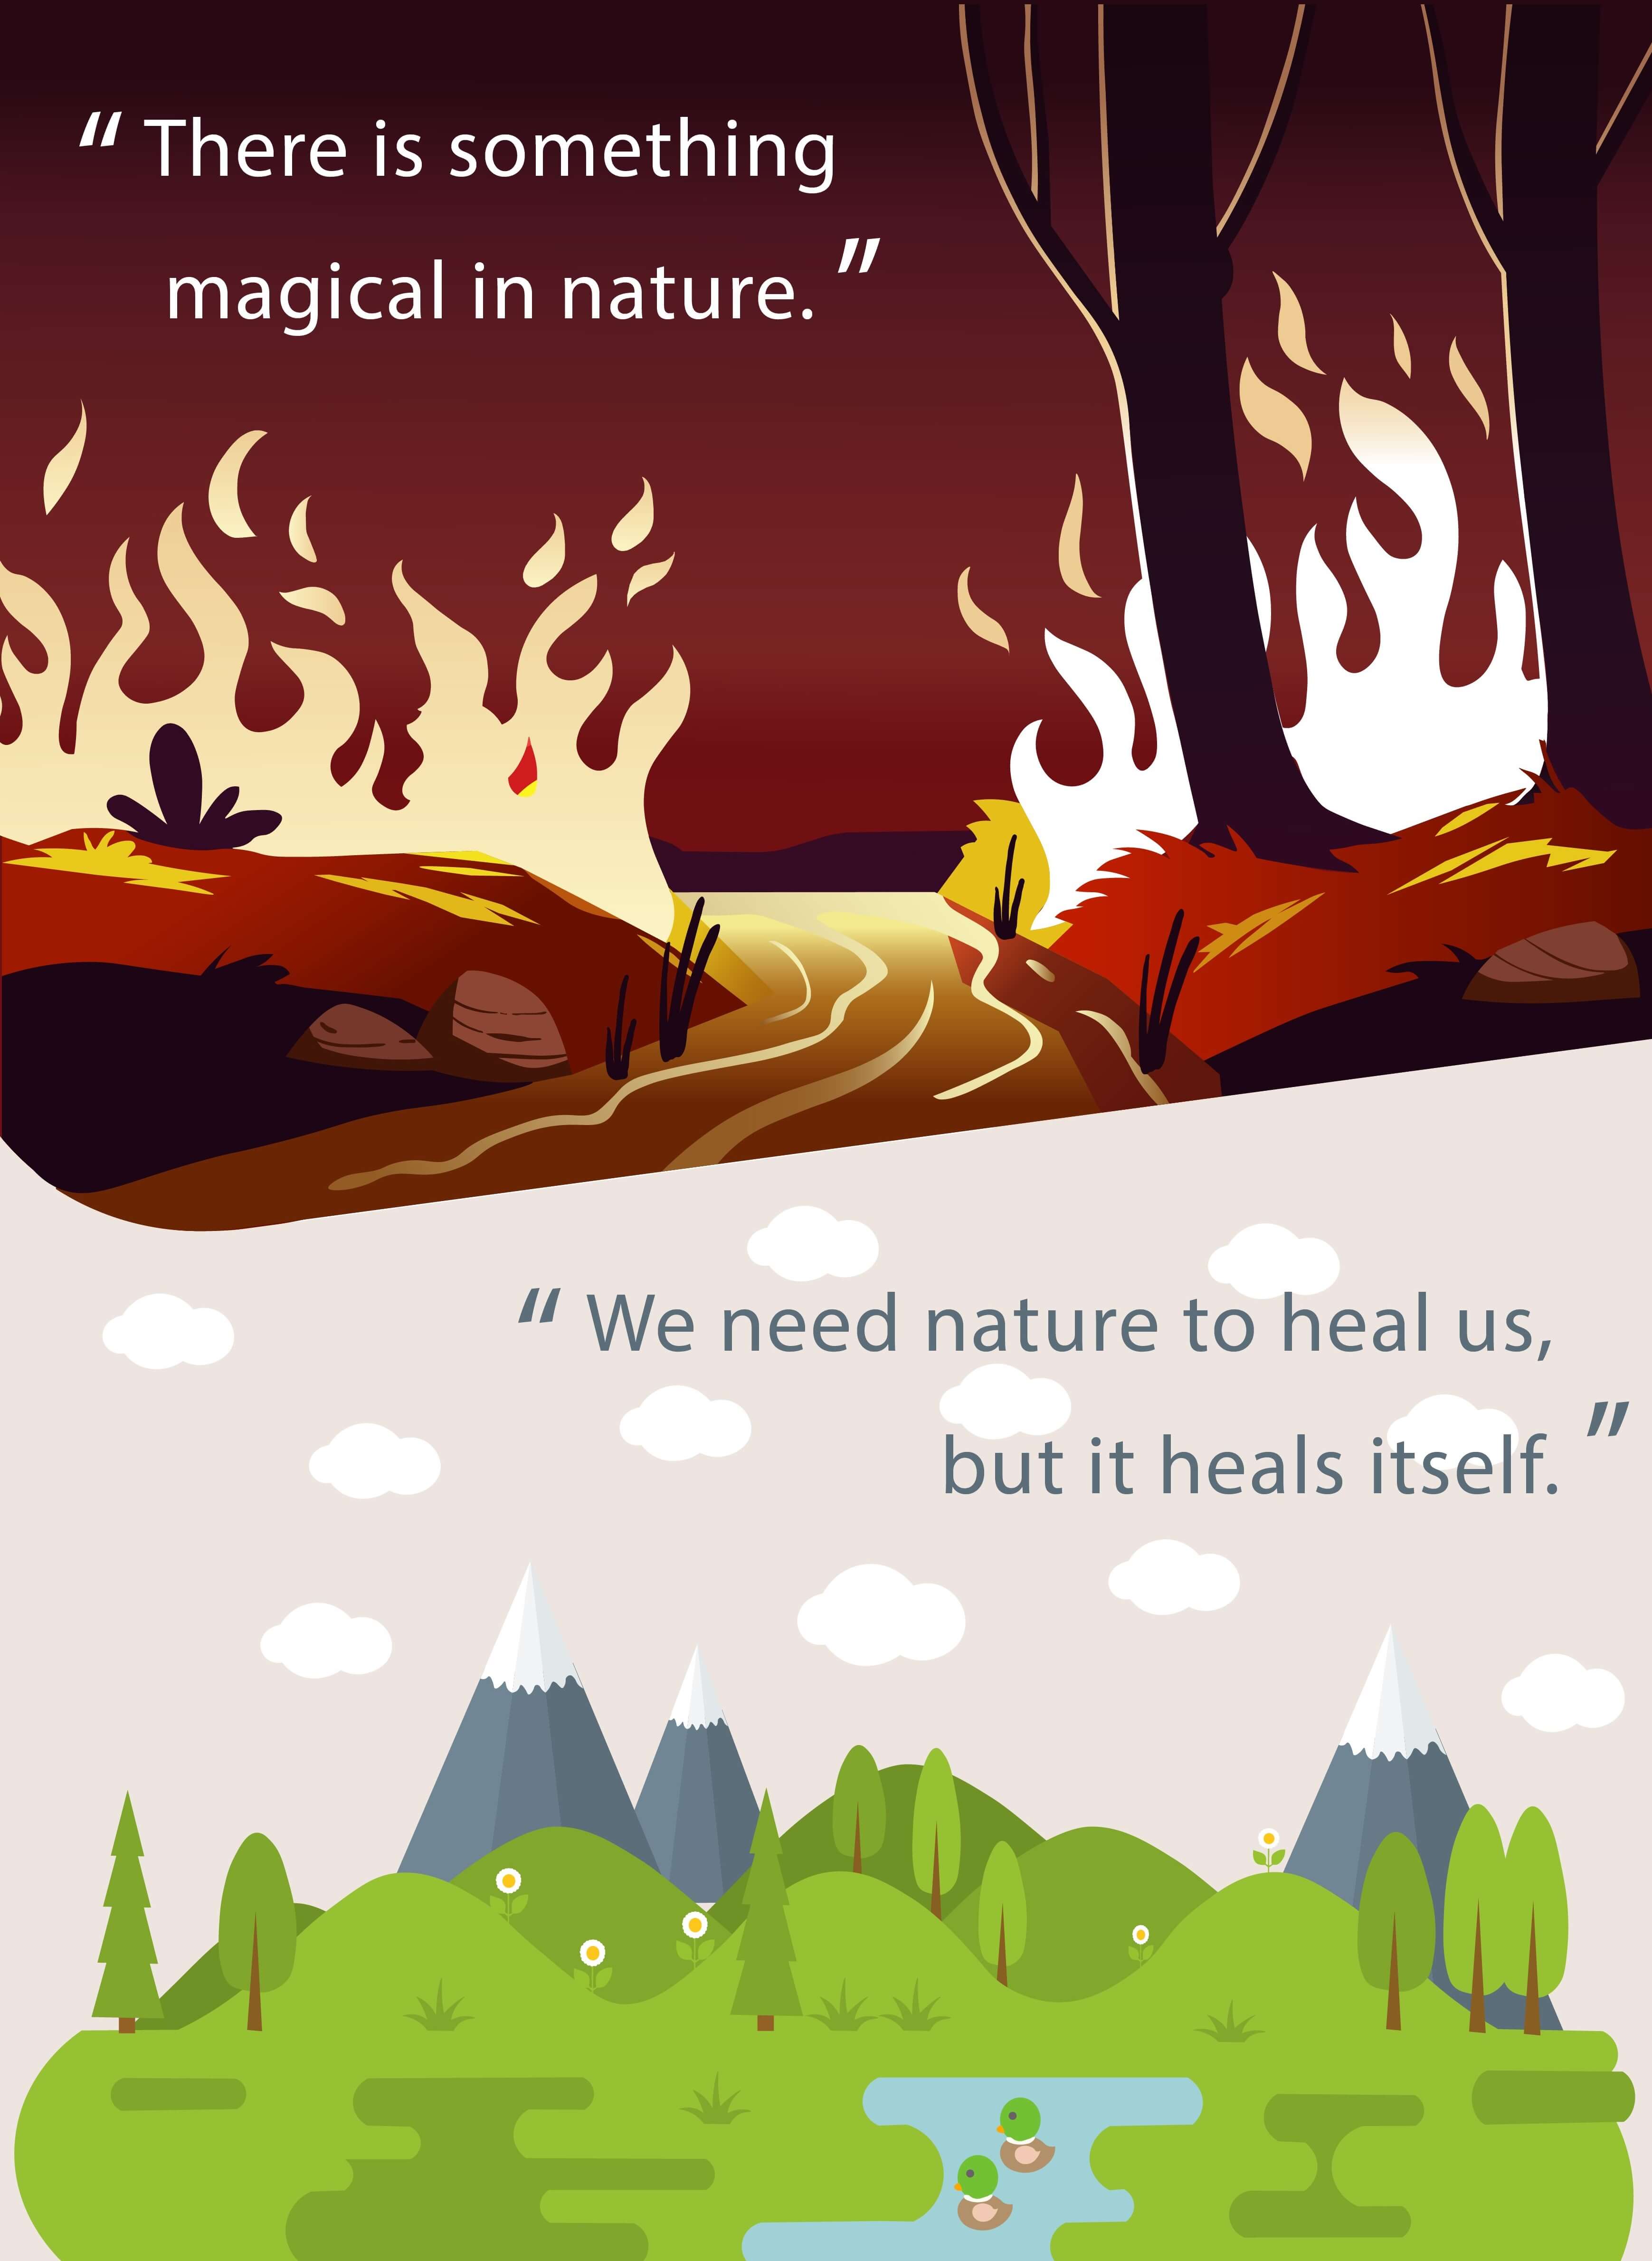 “ There is something
magical in nature. ”
“ We need nature to heal us,
but it heals itself. ”